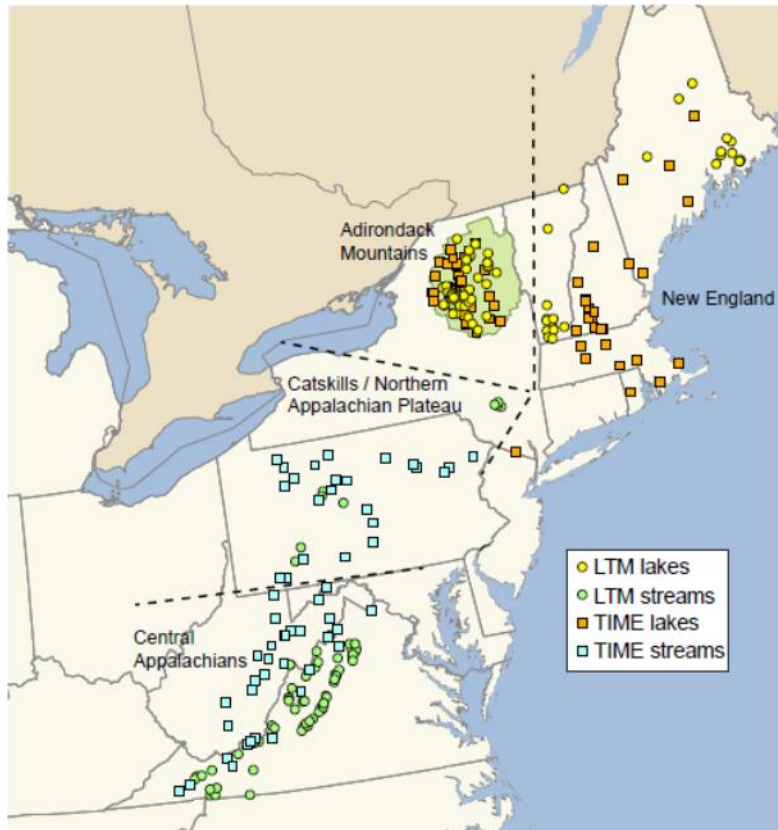 Adirondack
Mountains
New England
Catskills / Northern
Appalachian Plateau
LTM lakes
LTM streams
TIME lakes
TIME streams
Central
Appalachians